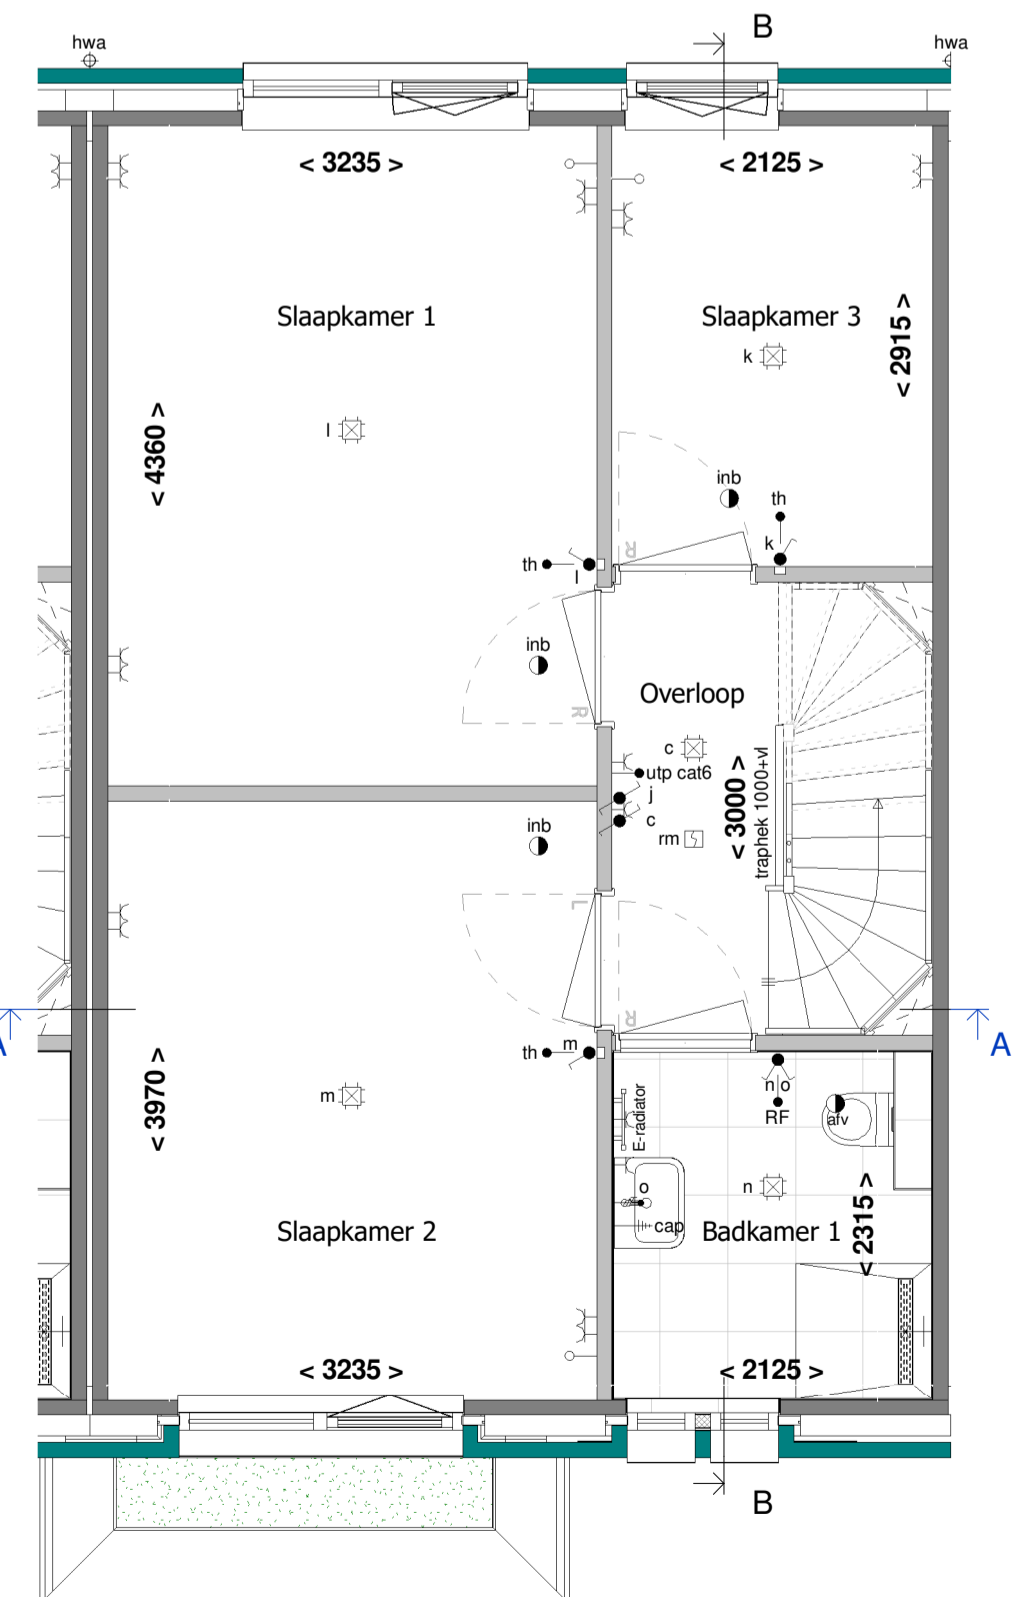 B
hwa
hwa
< 3235 >
< 2125 >
Slaapkamer 1
Slaapkamer 3
k
< 2915 >
l
< 4360 >
inb
th
k
R
th
l
inb
R
Overloop
c
utp cat6
j
c
< 3000 >
traphek 1000+vl
rm
inb
L
R
A
A
th
m
n o
RF
afv
E-radiator
m
< 3970 >
o
n
cap
Slaapkamer 2
Badkamer 1
< 2315 >
< 3235 >
< 2125 >
B